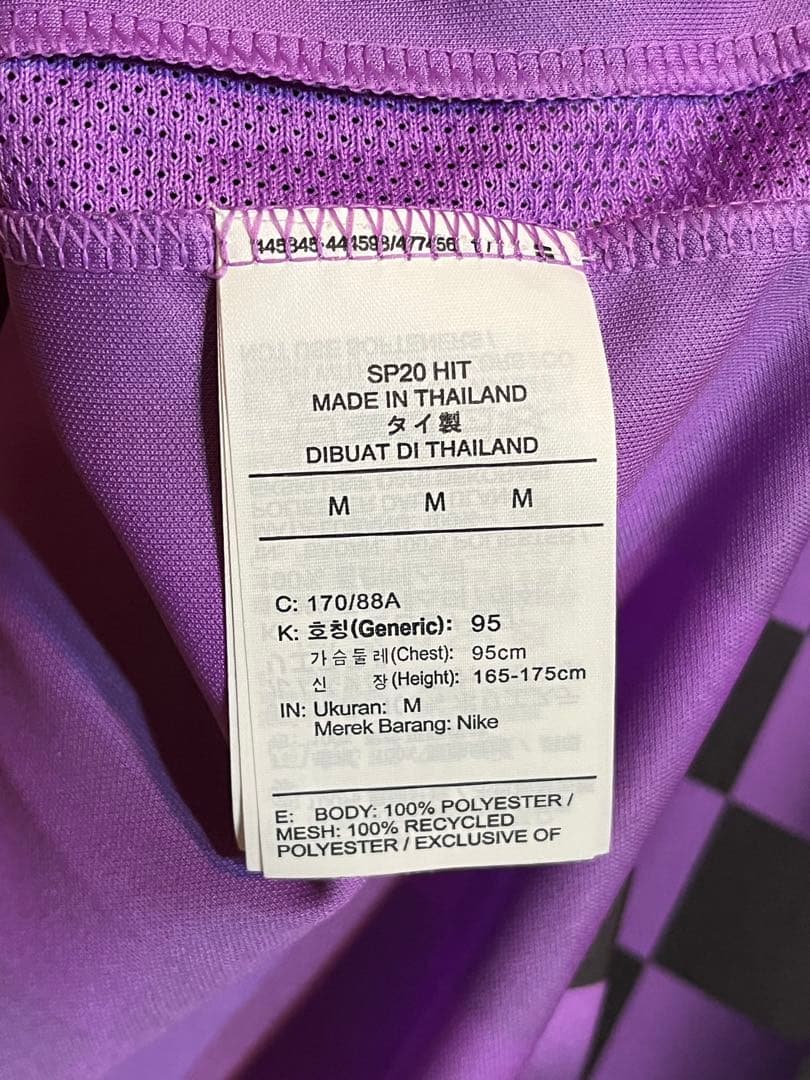 SP20 HIT
MADE IN THAILAND
タイ製
DIBUAT DI THAILAND
M M M
C: 170/88A
K: 호칭(Generic): 95
가슴둘레(Chest): 95cm
신 장(Height): 165-175cm
IN: Ukuran: M
Merek Barang: Nike
E: BODY: 100% POLYESTER /
MESH: 100% RECYCLED
POLYESTER / EXCLUSIVE OF